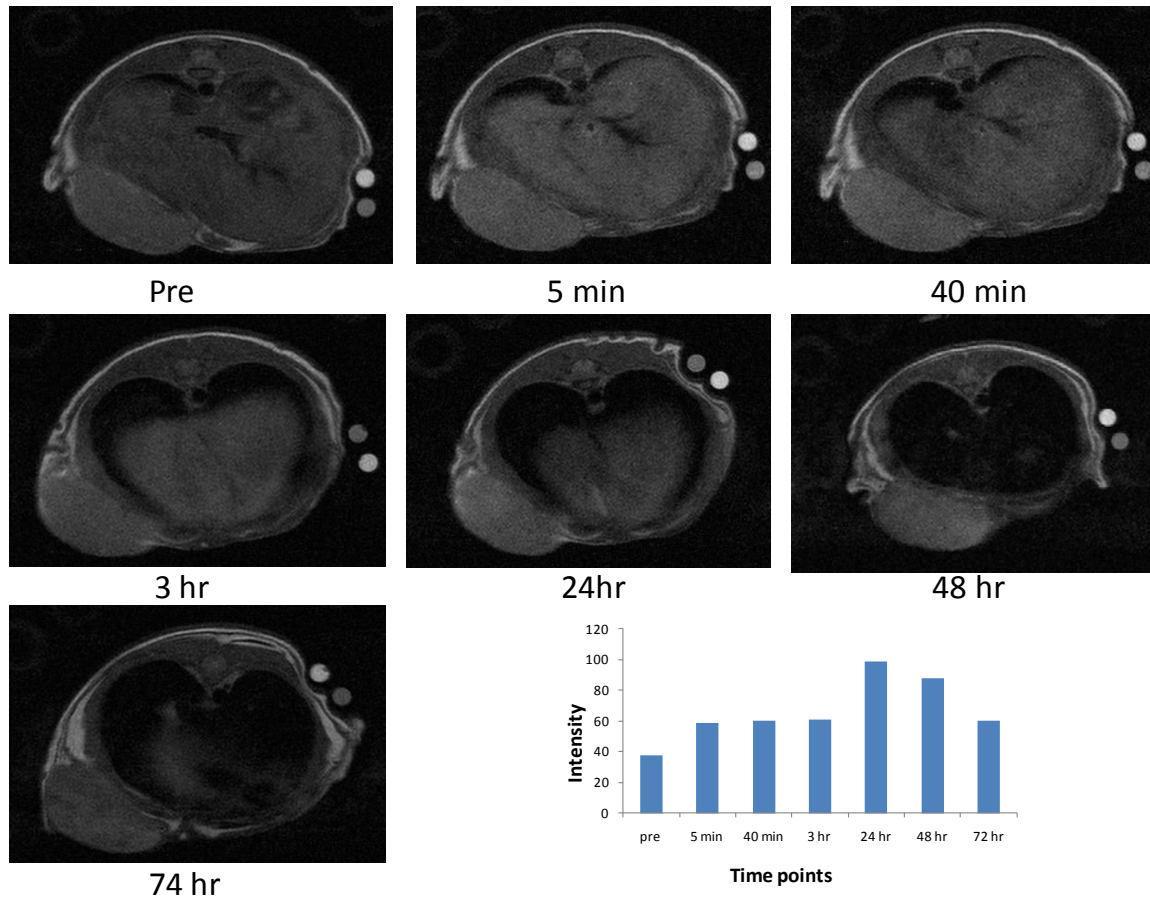 Pre
5 min
40 min
3 hr
24hr
48 hr
74 hr
120
100
80
60
40
20
0
Intensity
pre
5 min
40 min
3 hr
24 hr
48 hr
72 hr
Time points